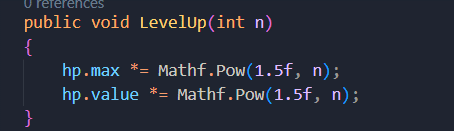 0 references
public void LevelUp(int n)
{
hp.max *= Mathf.Pow(1.5f, n);
hp.value *= Mathf.Pow(1.5f, n);
}